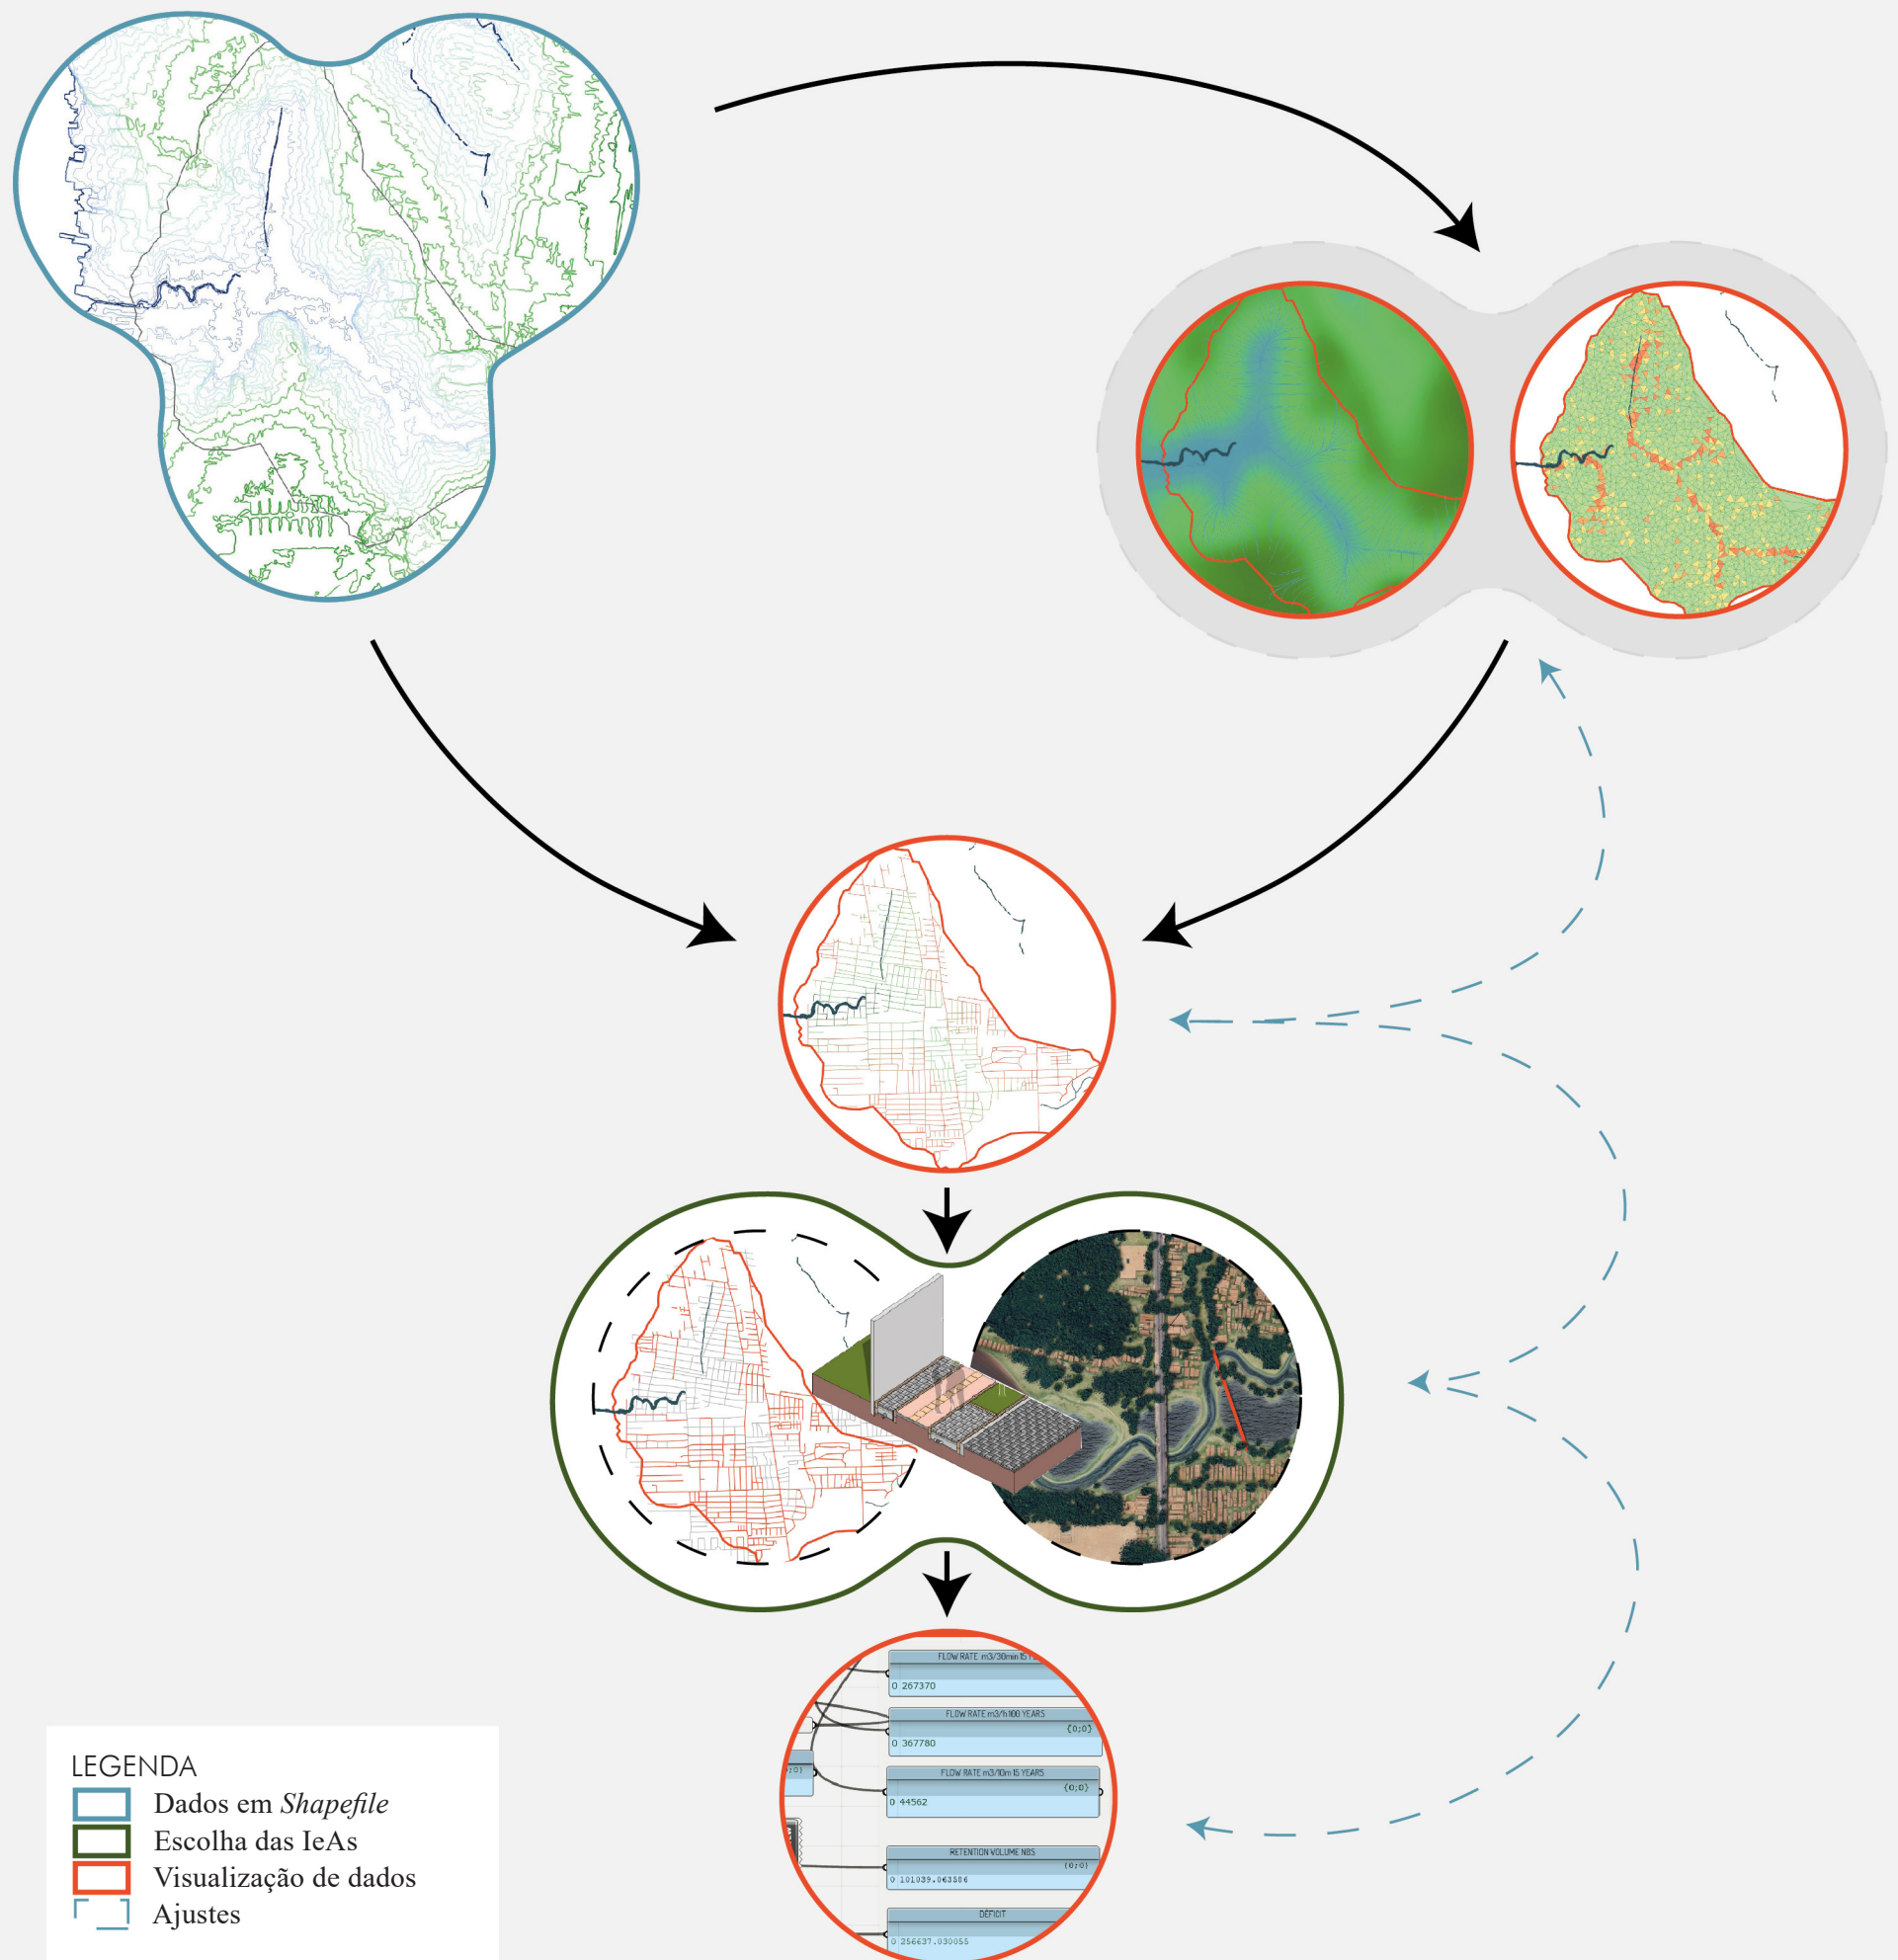 FLOW RATE m3/30min 15
0 267370
FLOW RATE m3/h 100 YEARS
{0;0}
0 367780
FLOW RATE m3/10m 15 YEARS
{0;0}
0 44562
RETENTION VOLUME NBS
{0;0}
0 101039.063586
DÉFICIT
0 256637.030055
LEGENDA
Dados em Shapefile
Escolha das IeAs
Visualização de dados
Ajustes